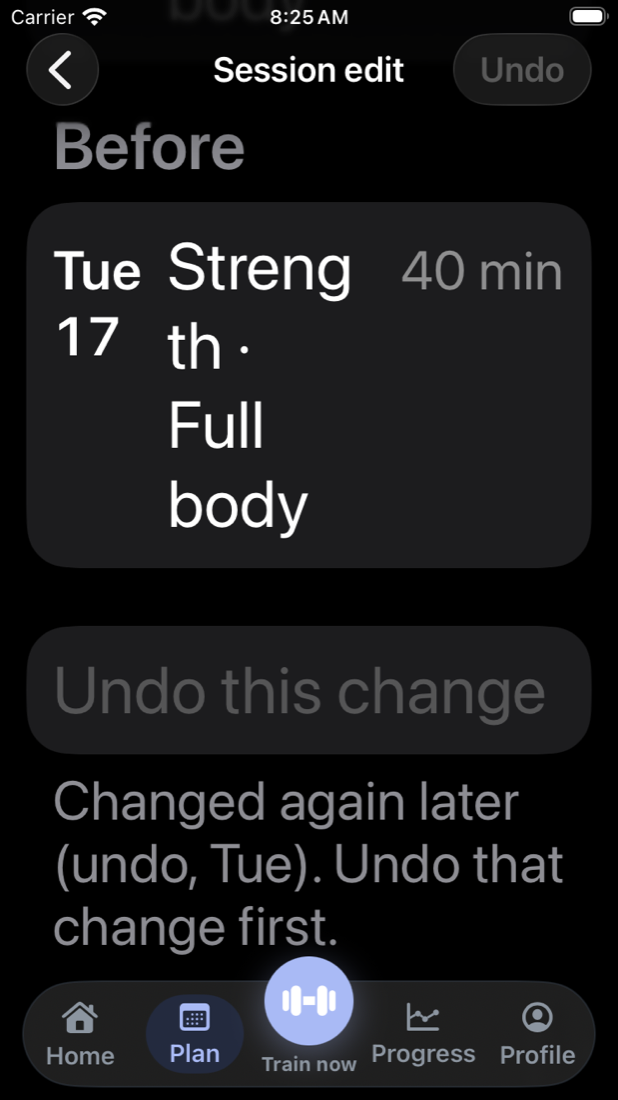 Carrier 8:25 AM
Session edit Undo
Before
Tue Streng 40 min
17 th ·
Full
body
Undo this change
Changed again later
(undo, Tue). Undo that
change first.
Home Plan Train now Progress Profile